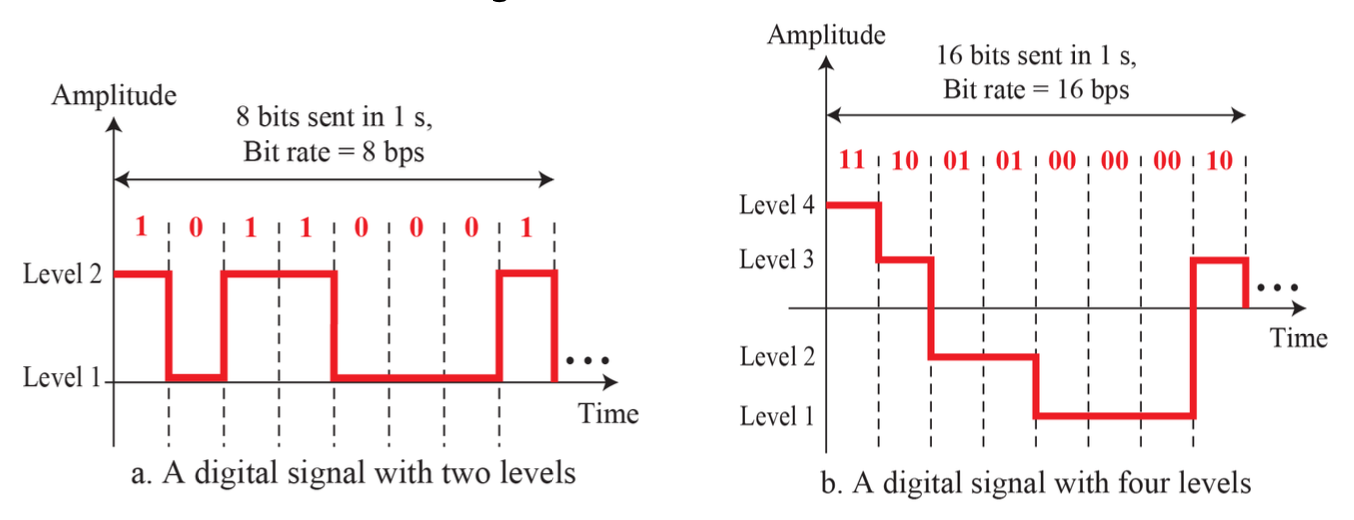 Amplitude
8 bits sent in 1 s,
Bit rate = 8 bps
1 0 1 1 0 0 0 1
Level 2
Level 1
...
Time
a. A digital signal with two levels
Amplitude
16 bits sent in 1 s,
Bit rate = 16 bps
11 10 01 01 00 00 00 10
Level 4
Level 3
...
Time
Level 2
Level 1
b. A digital signal with four levels